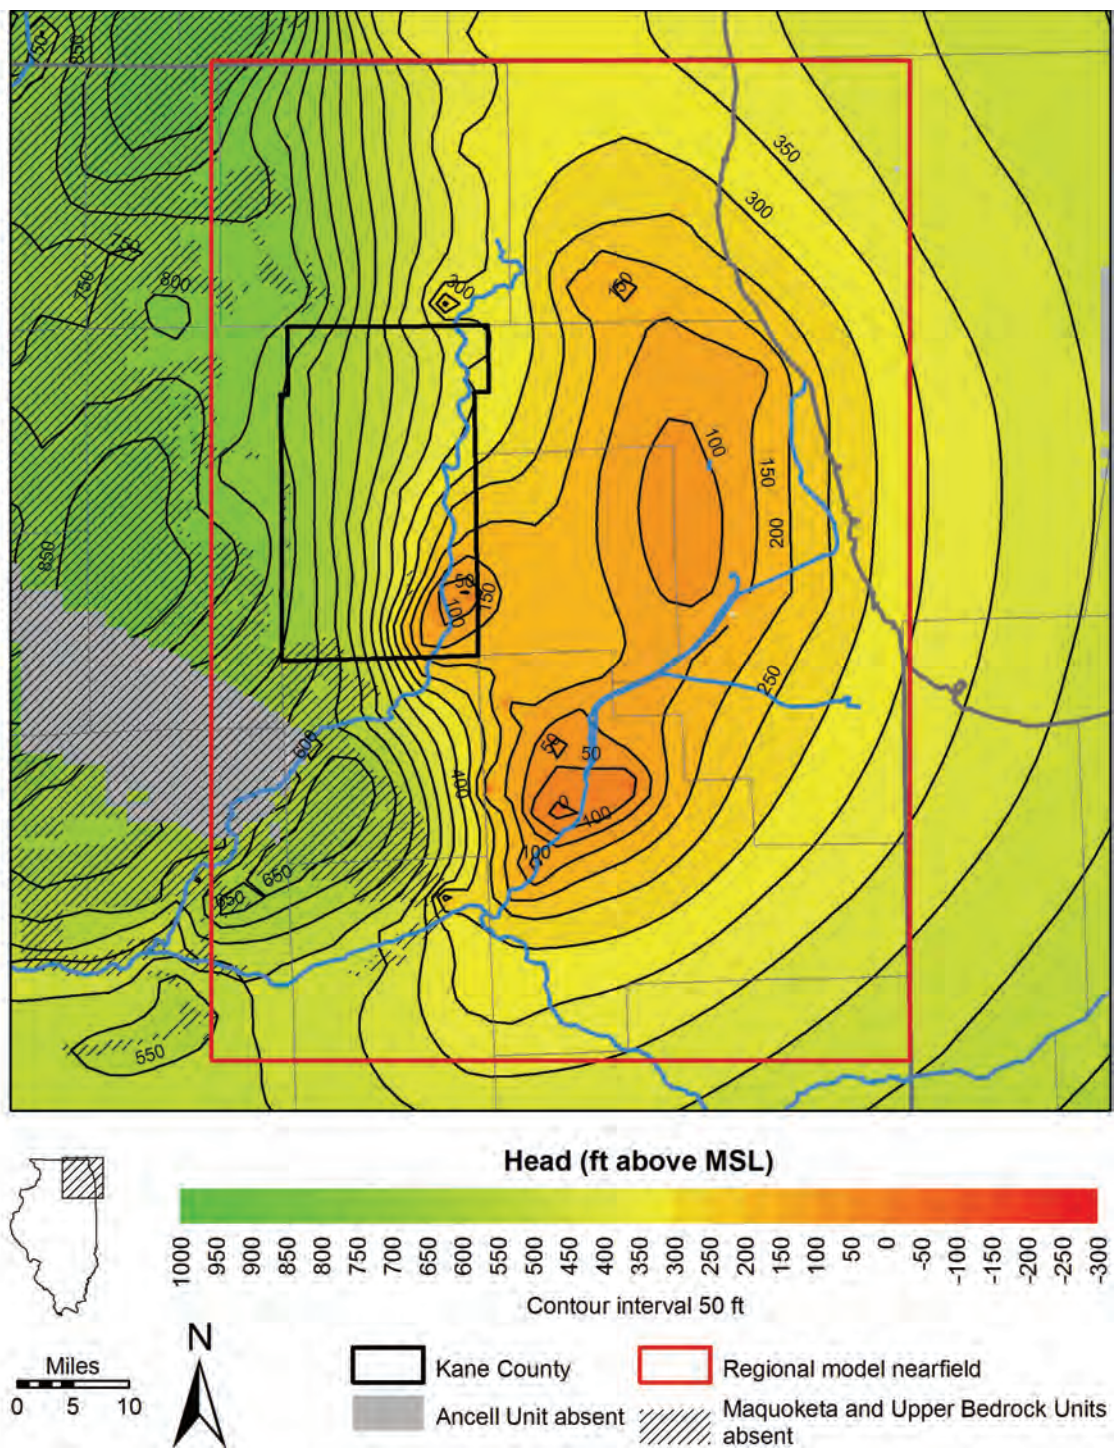 50
850
350
300
750
750
800
300
150
100
150
200
850
50
100
150
250
600
50
50
400
0
100
100
650
650
550
Head (ft above MSL)
1000 950 900 850 800 750 700 650 600 550 500 450 400 350 300 250 200 150 100 50 0 -50 -100 -150 -200 -250 -300
Contour interval 50 ft
N
Miles
0 5 10
Kane County
Regional model nearfield
Ancell Unit absent
Maquoketa and Upper Bedrock Units
absent